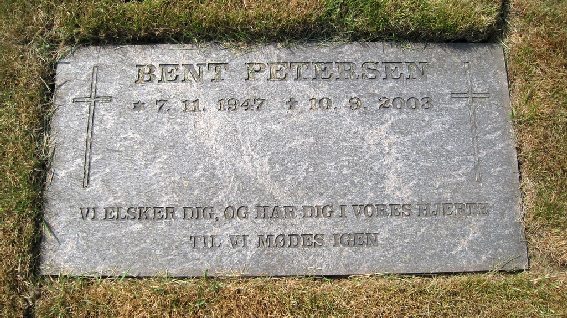 BENT PETERSEN
* 7. 11. 1947 ✝ 10. 9. 2003
VI ELSKER DIG, OG HAR DIG I VORES HJERTE
TIL VI MØDES IGEN